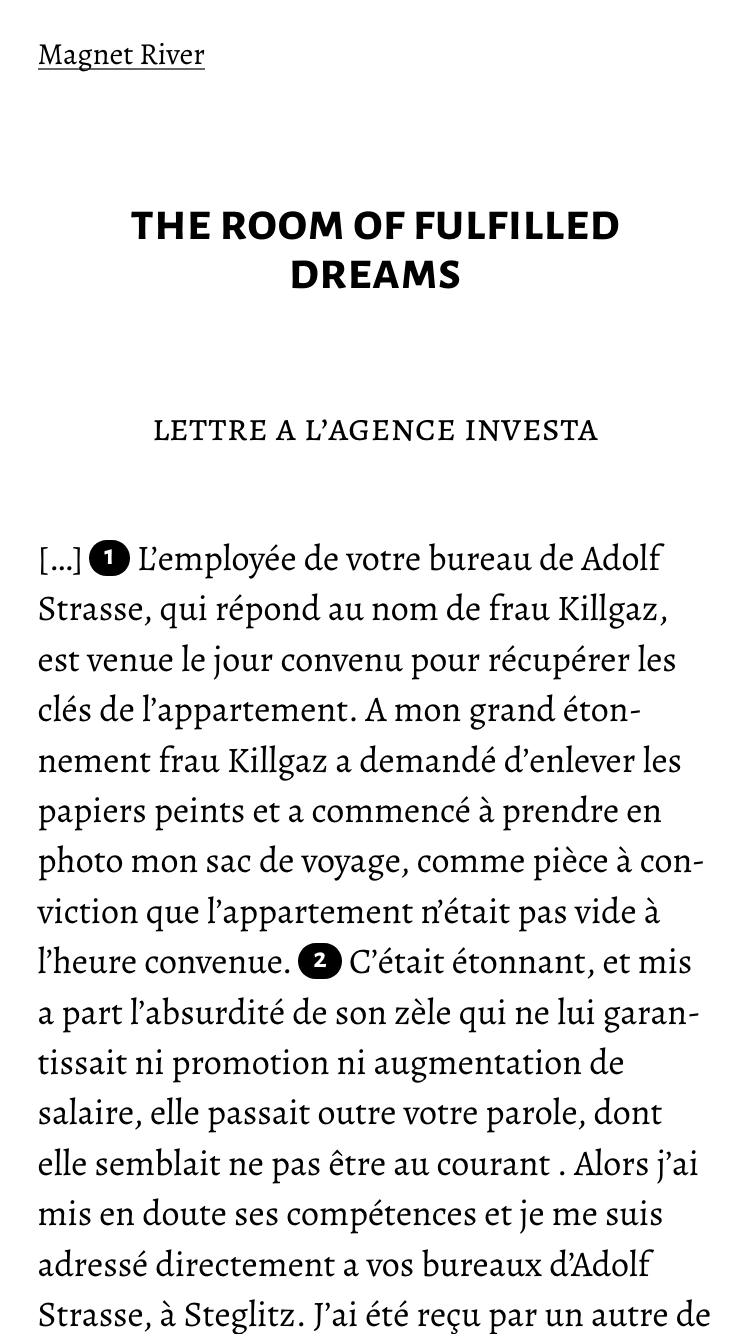 Magnet River
THE ROOM OF FULFILLED
DREAMS
LETTRE A L’AGENCE INVESTA
[…] 1 L’employée de votre bureau de Adolf
Strasse, qui répond au nom de frau Killgaz,
est venue le jour convenu pour récupérer les
clés de l’appartement. A mon grand éton-
nement frau Killgaz a demandé d’enlever les
papiers peints et a commencé à prendre en
photo mon sac de voyage, comme pièce à con-
viction que l’appartement n’était pas vide à
l’heure convenue. 2 C’était étonnant, et mis
a part l’absurdité de son zèle qui ne lui garan-
tissait ni promotion ni augmentation de
salaire, elle passait outre votre parole, dont
elle semblait ne pas être au courant . Alors j’ai
mis en doute ses compétences et je me suis
adressé directement a vos bureaux d’Adolf
Strasse, à Steglitz. J’ai été reçu par un autre de